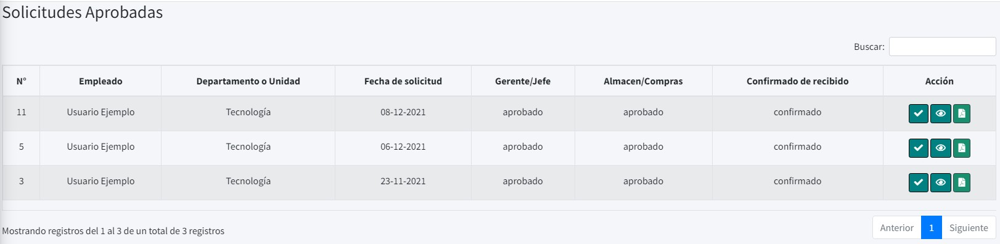 Solicitudes Aprobadas
Buscar:
N° Empleado Departamento o Unidad Fecha de solicitud Gerente/Jefe Almacen/Compras Confirmado de recibido Acción
11 Usuario Ejemplo Tecnología 08-12-2021 aprobado aprobado confirmado
5 Usuario Ejemplo Tecnología 06-12-2021 aprobado aprobado confirmado
3 Usuario Ejemplo Tecnología 23-11-2021 aprobado aprobado confirmado
Mostrando registros del 1 al 3 de un total de 3 registros
Anterior 1 Siguiente